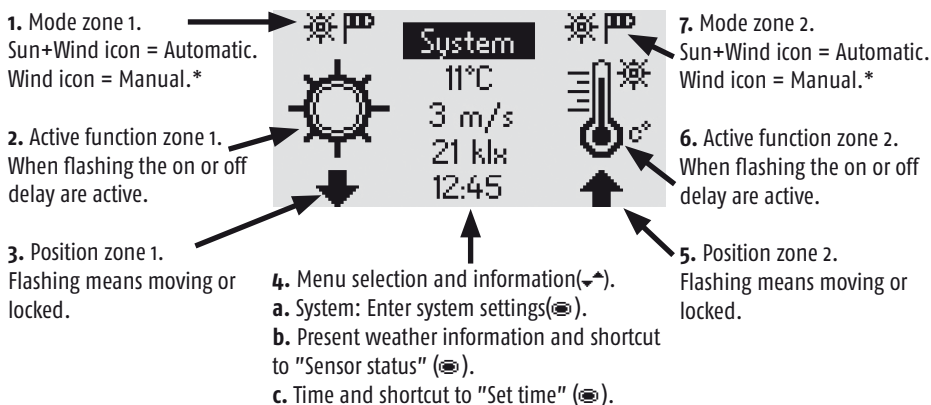 1. Mode zone 1.
Sun+Wind icon = Automatic.
Wind icon = Manual.*
2. Active function zone 1.
When flashing the on or off
delay are active.
3. Position zone 1.
Flashing means moving or
locked.
System
11°C
3 m/s
21 klx
12:45
c°
4. Menu selection and information( ).
a. System: Enter system settings( ).
b. Present weather information and shortcut
to "Sensor status" ( ).
c. Time and shortcut to "Set time" ( ).
7. Mode zone 2.
Sun+Wind icon = Automatic.
Wind icon = Manual.*
6. Active function zone 2.
When flashing the on or off
delay are active.
5. Position zone 2.
Flashing means moving or
locked.